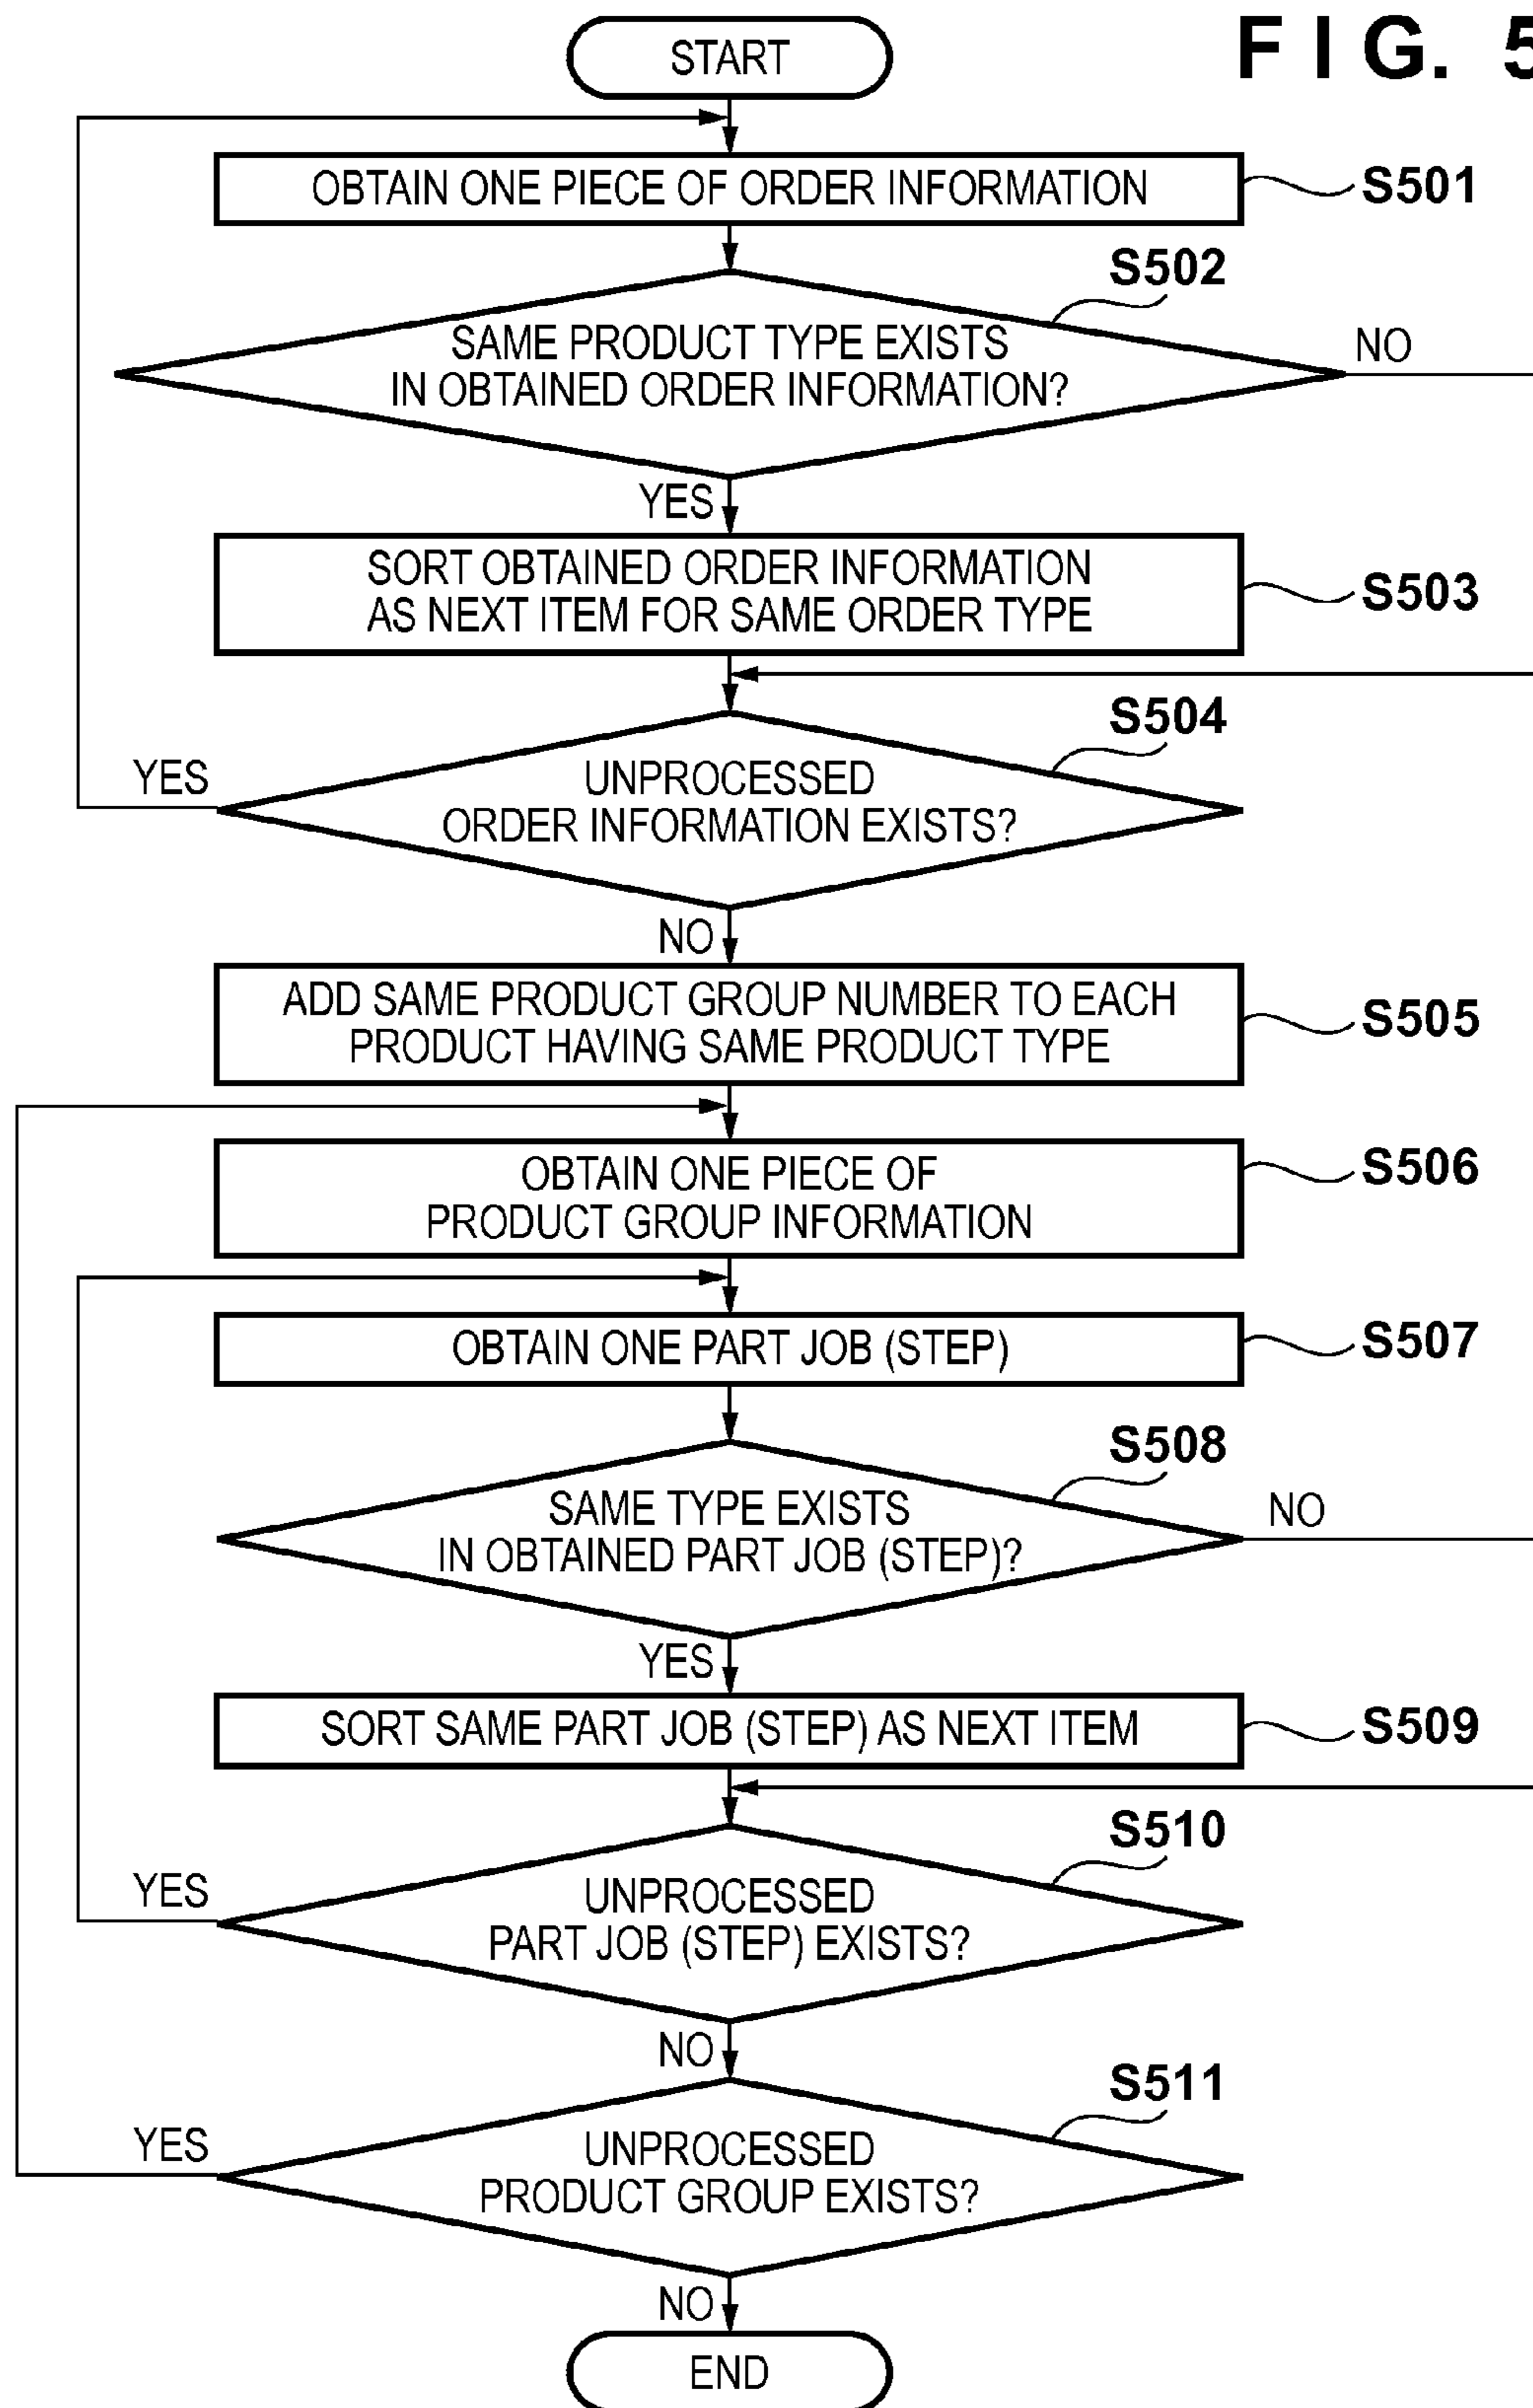 START
FIG. 5
OBTAIN ONE PIECE OF ORDER INFORMATION
S501
S502
SAME PRODUCT TYPE EXISTS
IN OBTAINED ORDER INFORMATION?
NO
YES
SORT OBTAINED ORDER INFORMATION
AS NEXT ITEM FOR SAME ORDER TYPE
S503
S504
YES
UNPROCESSED
ORDER INFORMATION EXISTS?
NO
ADD SAME PRODUCT GROUP NUMBER TO EACH
PRODUCT HAVING SAME PRODUCT TYPE
S505
OBTAIN ONE PIECE OF
PRODUCT GROUP INFORMATION
S506
OBTAIN ONE PART JOB (STEP)
S507
S508
SAME TYPE EXISTS
IN OBTAINED PART JOB (STEP)?
NO
YES
SORT SAME PART JOB (STEP) AS NEXT ITEM
S509
S510
YES
UNPROCESSED
PART JOB (STEP) EXISTS?
NO
S511
YES
UNPROCESSED
PRODUCT GROUP EXISTS?
NO
END